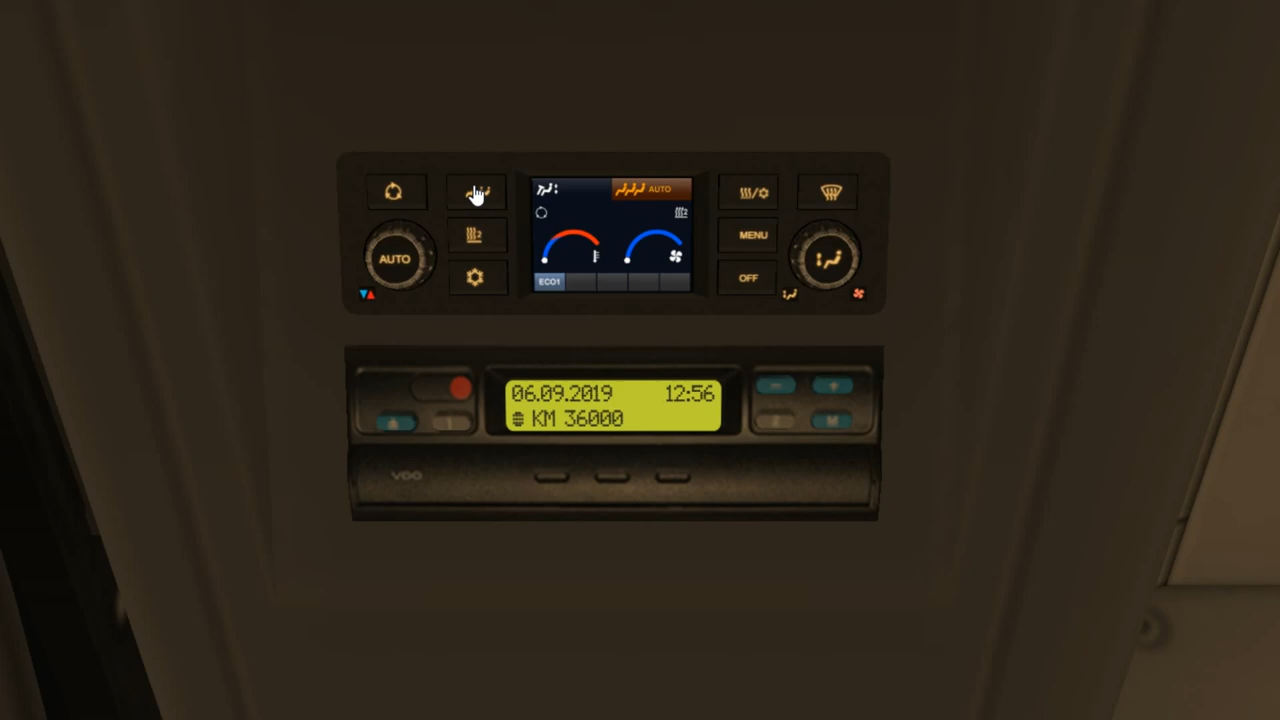 AUTO
AUTO
MENU
ECO1
OFF
06.09.2019 12:56
KM 36000
- +
M
VDO